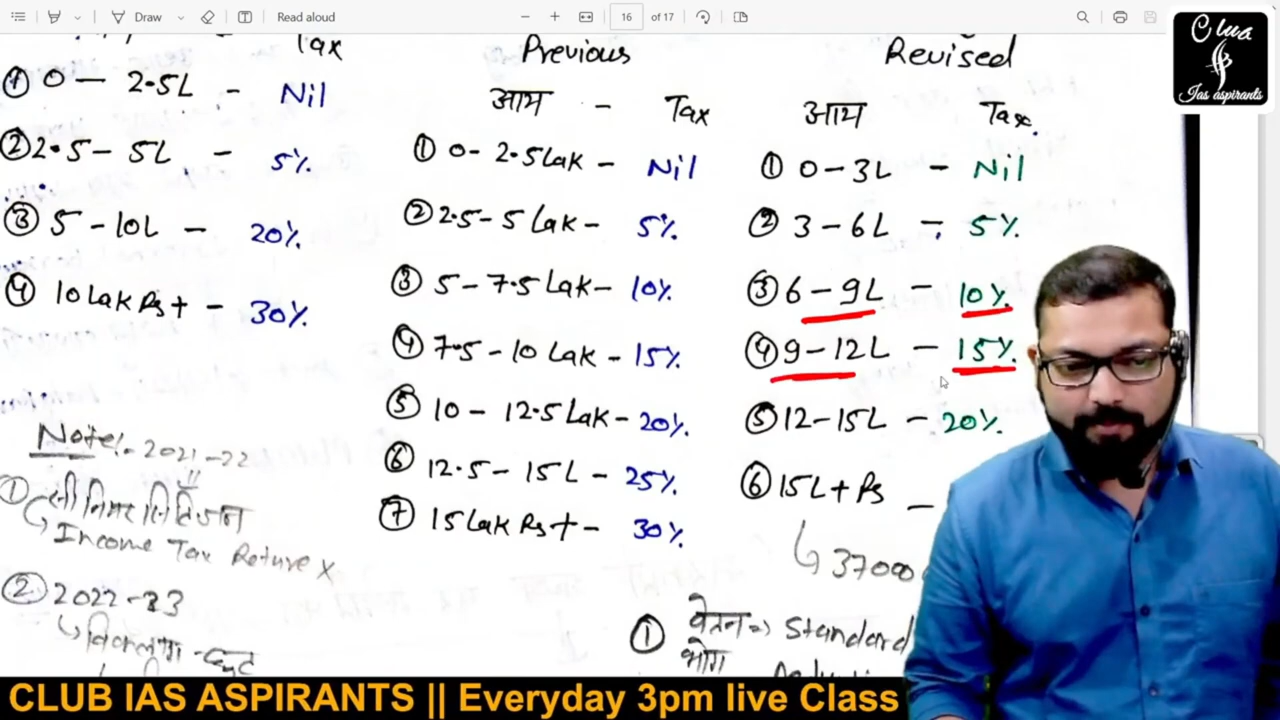 Draw
Read aloud
16 of 17
Club
Ias aspirants
Tax
① 0 - 2.5L - Nil
② 2.5 - 5L - 5%
③ 5 - 10L - 20%
④ 10 Lak Rs + - 30%
Note:- 2021-22
①
Income Tax Return X
② 2022-23
Previous
आय - Tax
① 0 - 2.5 Lak - Nil
② 2.5 - 5 Lak - 5%
③ 5 - 7.5 Lak - 10%
④ 7.5 - 10 Lak - 15%
⑤ 10 - 12.5 Lak - 20%
⑥ 12.5 - 15L - 25%
⑦ 15 Lak Rs + - 30%
Revised
आय Tax
① 0 - 3L - Nil
② 3 - 6L - 5%
③ 6 - 9L - 10%
④ 9 - 12L - 15%
⑤ 12 - 15L - 20%
⑥ 15L + Rs -
37000
① वेतन => Standard
भोग
CLUB IAS ASPIRANTS || Everyday 3pm live Class